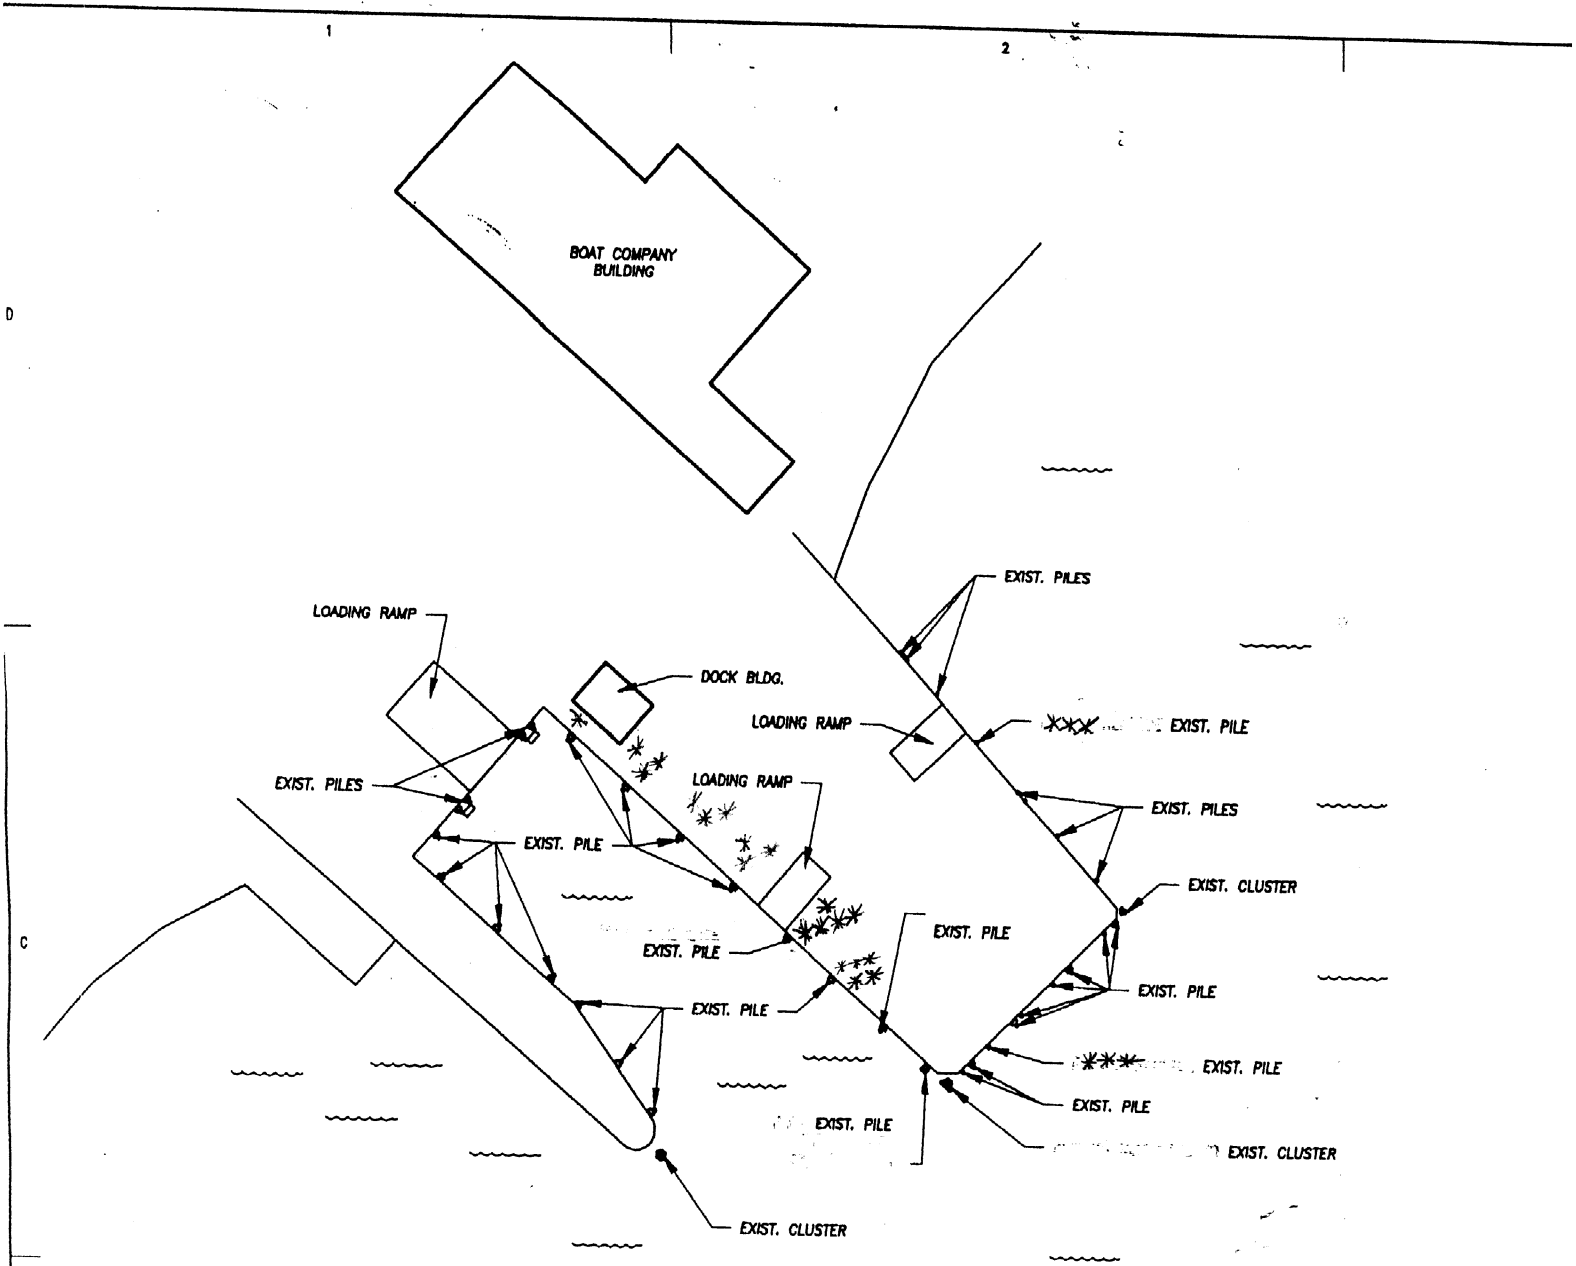 1
2
BOAT COMPANY
BUILDING
D
EXIST. PILES
LOADING RAMP
DOCK BLDG.
LOADING RAMP
EXIST. PILE
LOADING RAMP
EXIST. PILES
EXIST. PILES
EXIST. PILE
EXIST. CLUSTER
C
EXIST. PILE
EXIST. PILE
EXIST. PILE
EXIST. PILE
EXIST. PILE
EXIST. PILE
EXIST. PILE
EXIST. CLUSTER
EXIST. CLUSTER